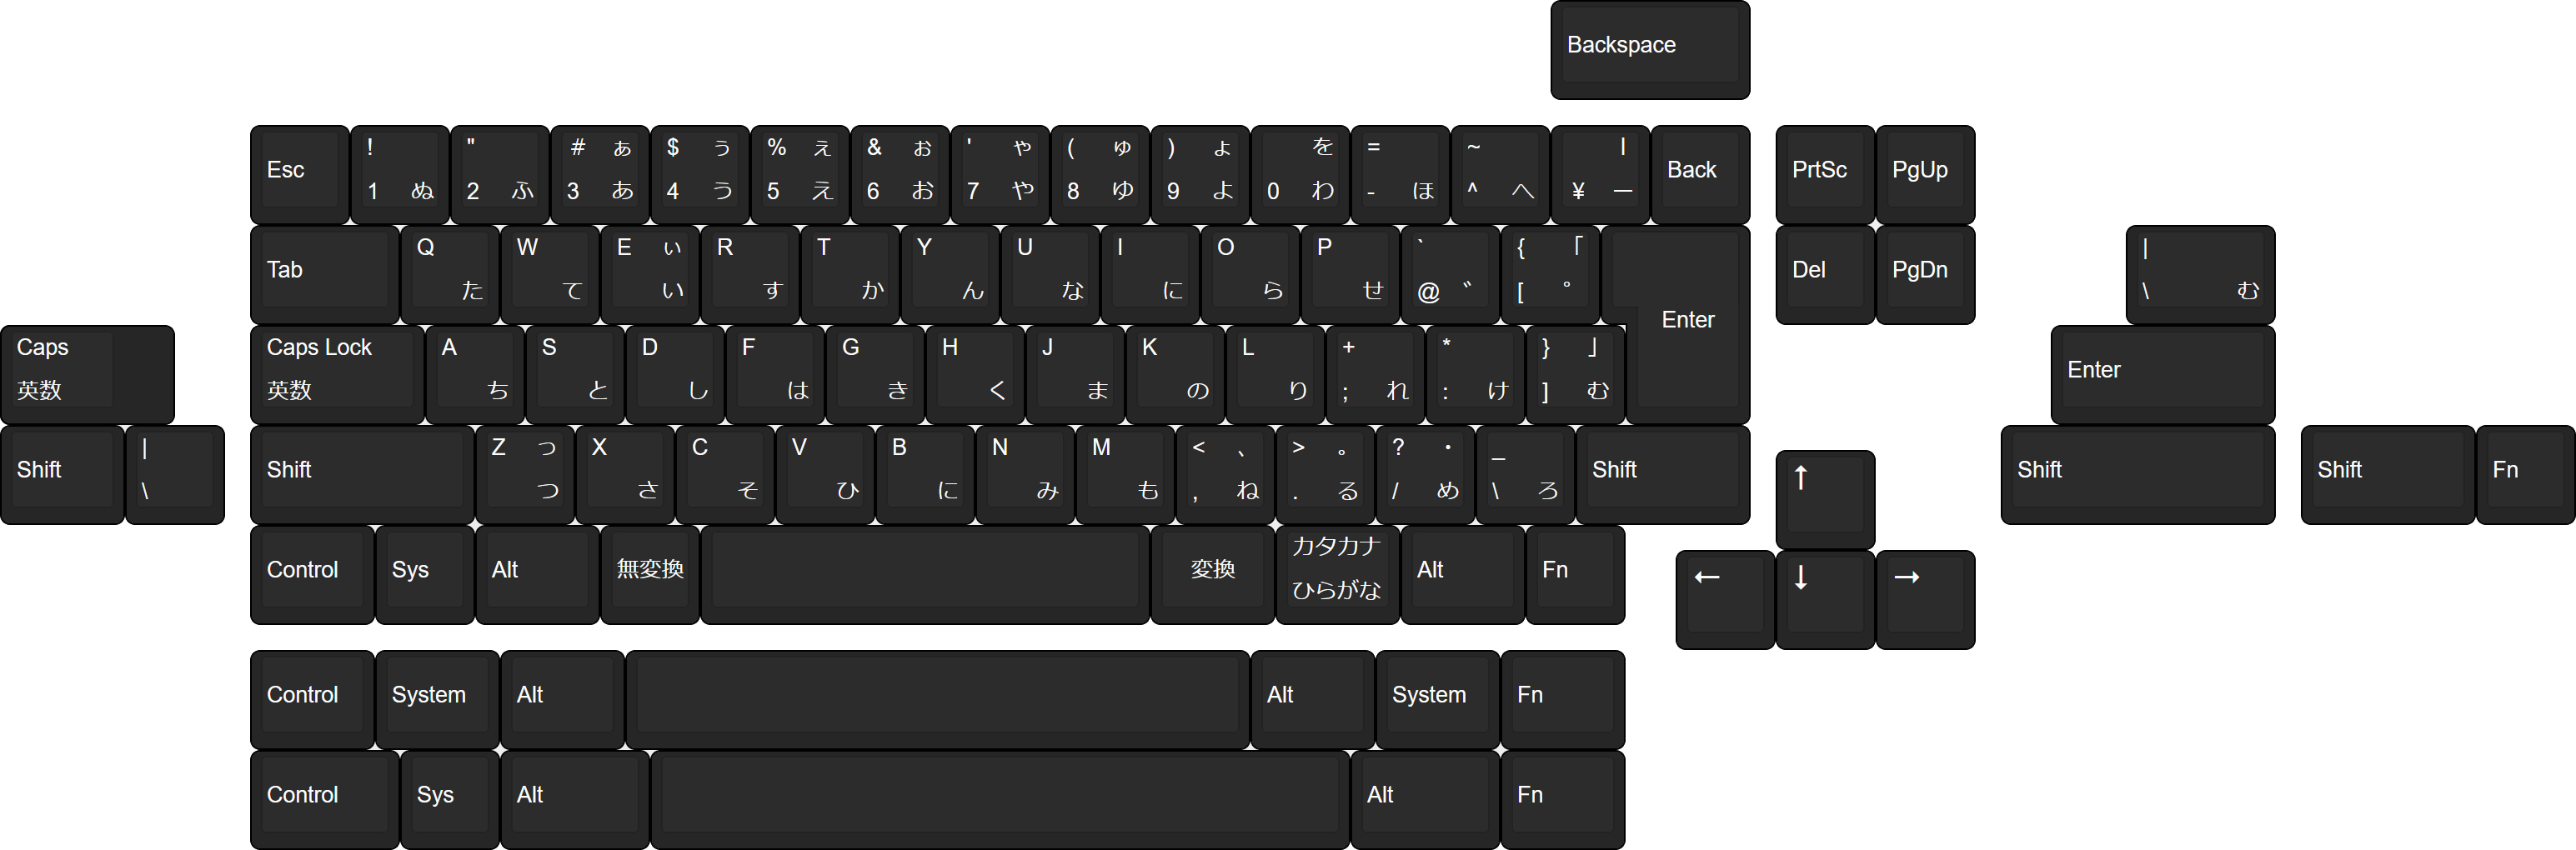 Backspace
! " # ぁ $ ぅ % ぇ & ぉ ' ゃ ( ゅ ) ょ を = ~ |
Esc Back PrtSc PgUp
1 ぬ 2 ふ 3 あ 4 う 5 え 6 お 7 や 8 ゆ 9 よ 0 わ - ほ ^ へ ¥ ー
Q W E ぃ R T Y U I O P ` { 「 |
Tab Del PgDn
た て い す か ん な に ら せ @ ゛ [ ゜ \ む
Enter
Caps Caps Lock A S D F G H J K L + * } 」
Enter
英数 英数 ち と し は き く ま の り ; れ : け ] む
| Z っ X C V B N M < 、 > 。 ? ・ _
Shift Shift Shift Shift Shift Fn
\ つ さ そ ひ に み も , ね . る / め \ ろ
↑
カタカナ
Control Sys Alt 無変換 変換 Alt Fn ← ↓ →
ひらがな
Control System Alt Alt System Fn
Control Sys Alt Alt Fn